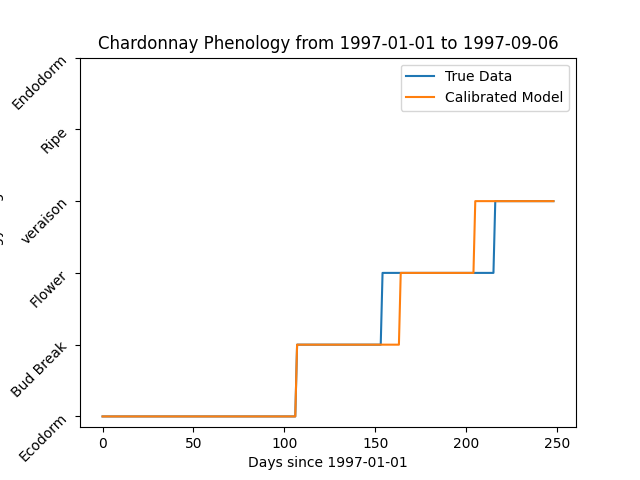 Chardonnay Phenology from 1997-01-01 to 1997-09-06
True Data
Calibrated Model
Endodorm
Ripe
veraison
Flower
Bud Break
Ecodorm
0 50 100 150 200 250
Days since 1997-01-01